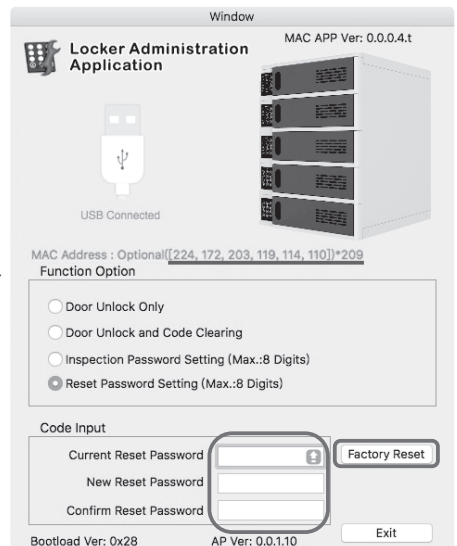 Window
MAC APP Ver: 0.0.0.4.t
Locker Administration
Application
USB Connected
MAC Address : Optional([224, 172, 203, 119, 114, 110])*209
Function Option
Door Unlock Only
Door Unlock and Code Clearing
Inspection Password Setting (Max.:8 Digits)
Reset Password Setting (Max.:8 Digits)
Code Input
Current Reset Password
Factory Reset
New Reset Password
Confirm Reset Password
Exit
Bootload Ver: 0x28
AP Ver: 0.0.1.10